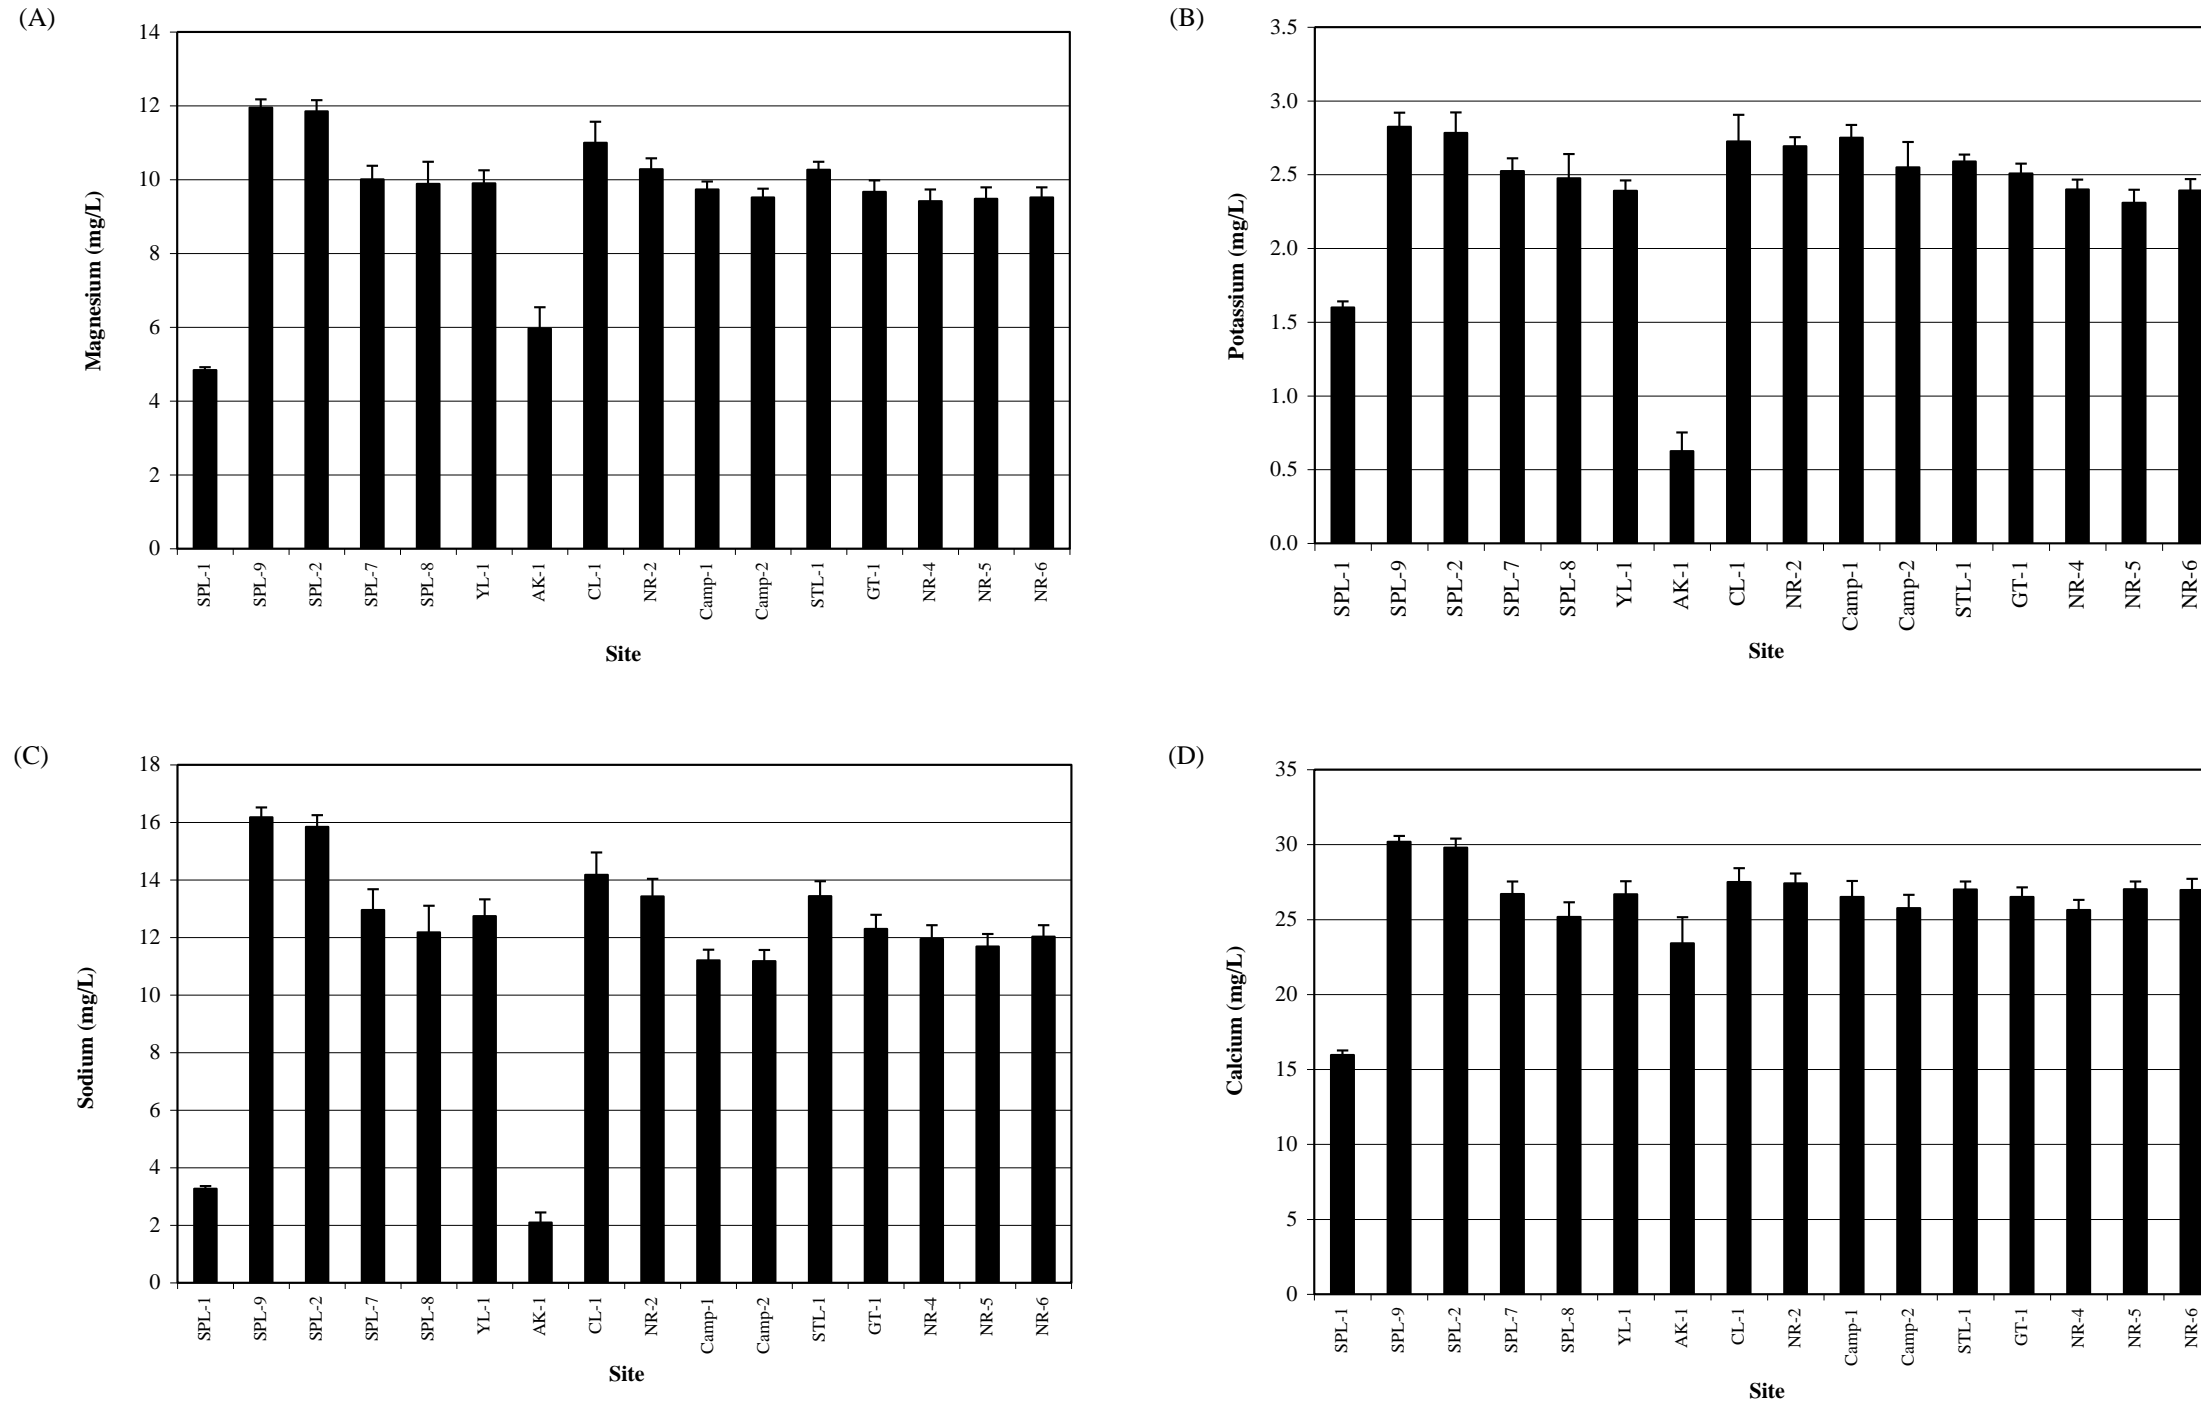 (A)
14
12
10
8
6
4
2
0
Magnesium (mg/L)
SPL-1
SPL-9
SPL-2
SPL-7
SPL-8
YL-1
AK-1
CL-1
NR-2
Camp-1
Camp-2
STL-1
GT-1
NR-4
NR-5
NR-6
Site
(B)
3.5
3.0
2.5
2.0
1.5
1.0
0.5
0.0
Potassium (mg/L)
SPL-1
SPL-9
SPL-2
SPL-7
SPL-8
YL-1
AK-1
CL-1
NR-2
Camp-1
Camp-2
STL-1
GT-1
NR-4
NR-5
NR-6
Site
(C)
18
16
14
12
10
8
6
4
2
0
Sodium (mg/L)
SPL-1
SPL-9
SPL-2
SPL-7
SPL-8
YL-1
AK-1
CL-1
NR-2
Camp-1
Camp-2
STL-1
GT-1
NR-4
NR-5
NR-6
Site
(D)
35
30
25
20
15
10
5
0
Calcium (mg/L)
SPL-1
SPL-9
SPL-2
SPL-7
SPL-8
YL-1
AK-1
CL-1
NR-2
Camp-1
Camp-2
STL-1
GT-1
NR-4
NR-5
NR-6
Site